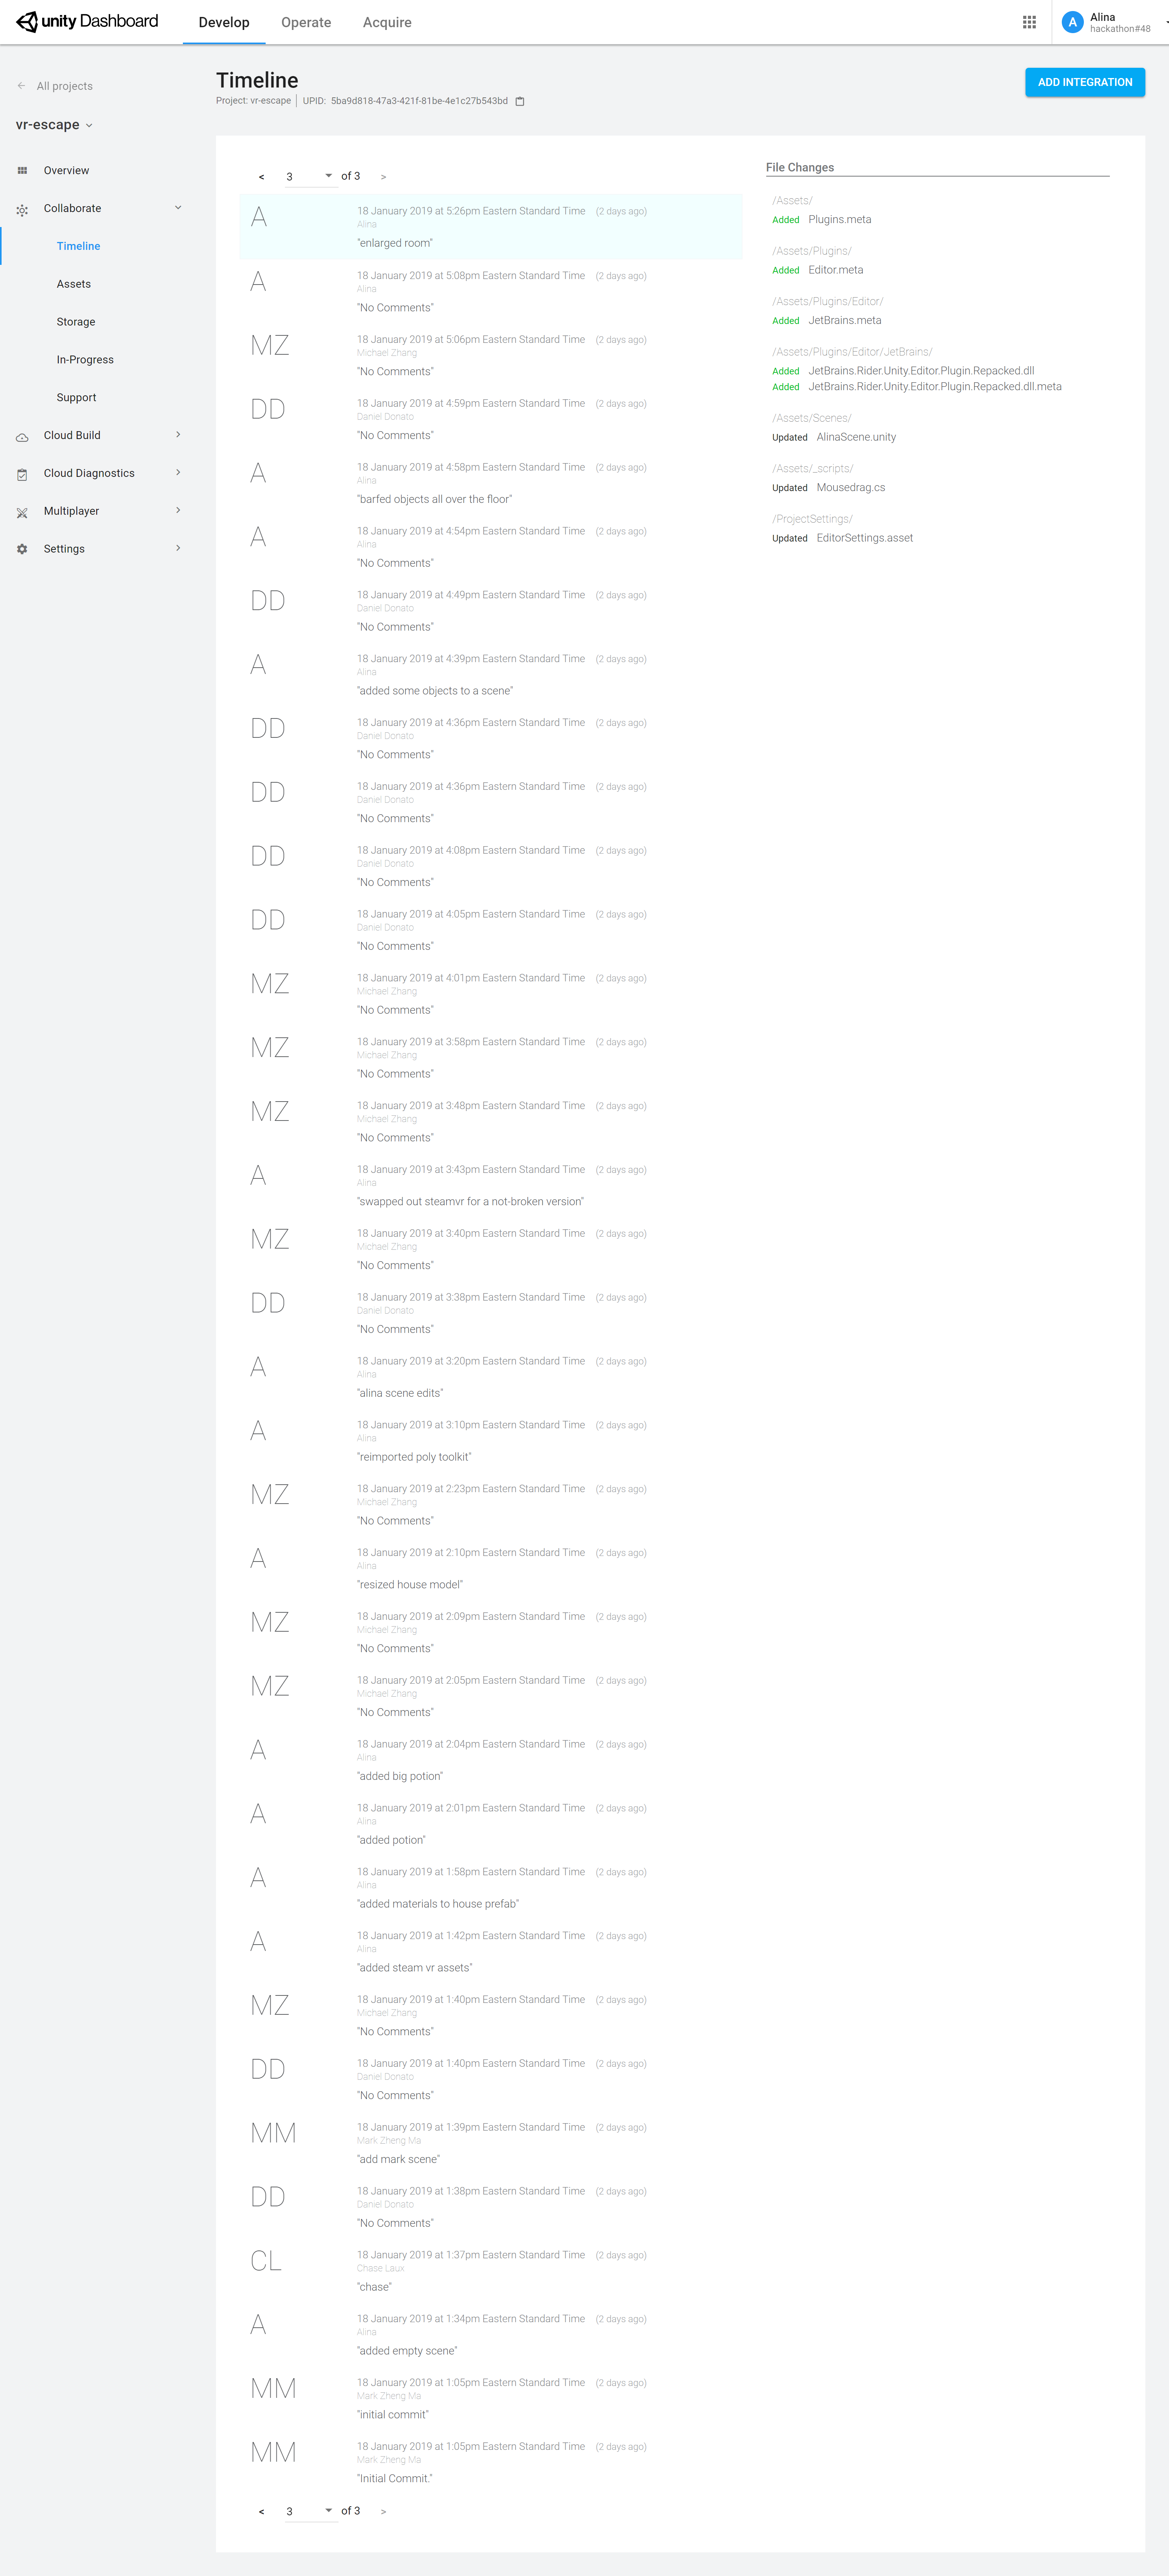 unity Dashboard
Develop
Operate
Acquire
A
Alina
hackathon#48
All projects
vr-escape
Overview
Collaborate
Timeline
Assets
Storage
In-Progress
Support
Cloud Build
Cloud Diagnostics
Multiplayer
Settings
Timeline
Project: vr-escape UPID: 5ba9d818-47a3-421f-81be-4e1c27b543bd
ADD INTEGRATION
< 3 of 3 >
A
18 January 2019 at 5:26pm Eastern Standard Time (2 days ago)
Alina
"enlarged room"
A
18 January 2019 at 5:08pm Eastern Standard Time (2 days ago)
Alina
"No Comments"
MZ
18 January 2019 at 5:06pm Eastern Standard Time (2 days ago)
Michael Zhang
"No Comments"
DD
18 January 2019 at 4:59pm Eastern Standard Time (2 days ago)
Daniel Donato
"No Comments"
A
18 January 2019 at 4:58pm Eastern Standard Time (2 days ago)
Alina
"barfed objects all over the floor"
A
18 January 2019 at 4:54pm Eastern Standard Time (2 days ago)
Alina
"No Comments"
DD
18 January 2019 at 4:49pm Eastern Standard Time (2 days ago)
Daniel Donato
"No Comments"
A
18 January 2019 at 4:39pm Eastern Standard Time (2 days ago)
Alina
"added some objects to a scene"
DD
18 January 2019 at 4:36pm Eastern Standard Time (2 days ago)
Daniel Donato
"No Comments"
DD
18 January 2019 at 4:36pm Eastern Standard Time (2 days ago)
Daniel Donato
"No Comments"
DD
18 January 2019 at 4:08pm Eastern Standard Time (2 days ago)
Daniel Donato
"No Comments"
DD
18 January 2019 at 4:05pm Eastern Standard Time (2 days ago)
Daniel Donato
"No Comments"
MZ
18 January 2019 at 4:01pm Eastern Standard Time (2 days ago)
Michael Zhang
"No Comments"
MZ
18 January 2019 at 3:58pm Eastern Standard Time (2 days ago)
Michael Zhang
"No Comments"
MZ
18 January 2019 at 3:48pm Eastern Standard Time (2 days ago)
Michael Zhang
"No Comments"
A
18 January 2019 at 3:43pm Eastern Standard Time (2 days ago)
Alina
"swapped out steamvr for a not-broken version"
MZ
18 January 2019 at 3:40pm Eastern Standard Time (2 days ago)
Michael Zhang
"No Comments"
DD
18 January 2019 at 3:38pm Eastern Standard Time (2 days ago)
Daniel Donato
"No Comments"
A
18 January 2019 at 3:20pm Eastern Standard Time (2 days ago)
Alina
"alina scene edits"
A
18 January 2019 at 3:10pm Eastern Standard Time (2 days ago)
Alina
"reimported poly toolkit"
MZ
18 January 2019 at 2:23pm Eastern Standard Time (2 days ago)
Michael Zhang
"No Comments"
A
18 January 2019 at 2:10pm Eastern Standard Time (2 days ago)
Alina
"resized house model"
MZ
18 January 2019 at 2:09pm Eastern Standard Time (2 days ago)
Michael Zhang
"No Comments"
MZ
18 January 2019 at 2:05pm Eastern Standard Time (2 days ago)
Michael Zhang
"No Comments"
A
18 January 2019 at 2:04pm Eastern Standard Time (2 days ago)
Alina
"added big potion"
A
18 January 2019 at 2:01pm Eastern Standard Time (2 days ago)
Alina
"added potion"
A
18 January 2019 at 1:58pm Eastern Standard Time (2 days ago)
Alina
"added materials to house prefab"
A
18 January 2019 at 1:42pm Eastern Standard Time (2 days ago)
Alina
"added steam vr assets"
MZ
18 January 2019 at 1:40pm Eastern Standard Time (2 days ago)
Michael Zhang
"No Comments"
DD
18 January 2019 at 1:40pm Eastern Standard Time (2 days ago)
Daniel Donato
"No Comments"
MM
18 January 2019 at 1:39pm Eastern Standard Time (2 days ago)
Mark Zheng Ma
"add mark scene"
DD
18 January 2019 at 1:38pm Eastern Standard Time (2 days ago)
Daniel Donato
"No Comments"
CL
18 January 2019 at 1:37pm Eastern Standard Time (2 days ago)
Chase Laux
"chase"
A
18 January 2019 at 1:34pm Eastern Standard Time (2 days ago)
Alina
"added empty scene"
MM
18 January 2019 at 1:05pm Eastern Standard Time (2 days ago)
Mark Zheng Ma
"initial commit"
MM
18 January 2019 at 1:05pm Eastern Standard Time (2 days ago)
Mark Zheng Ma
"Initial Commit."
< 3 of 3 >
File Changes
/Assets/
Added Plugins.meta
/Assets/Plugins/
Added Editor.meta
/Assets/Plugins/Editor/
Added JetBrains.meta
/Assets/Plugins/Editor/JetBrains/
Added JetBrains.Rider.Unity.Editor.Plugin.Repacked.dll
Added JetBrains.Rider.Unity.Editor.Plugin.Repacked.dll.meta
/Assets/Scenes/
Updated AlinaScene.unity
/Assets/_scripts/
Updated Mousedrag.cs
/ProjectSettings/
Updated EditorSettings.asset